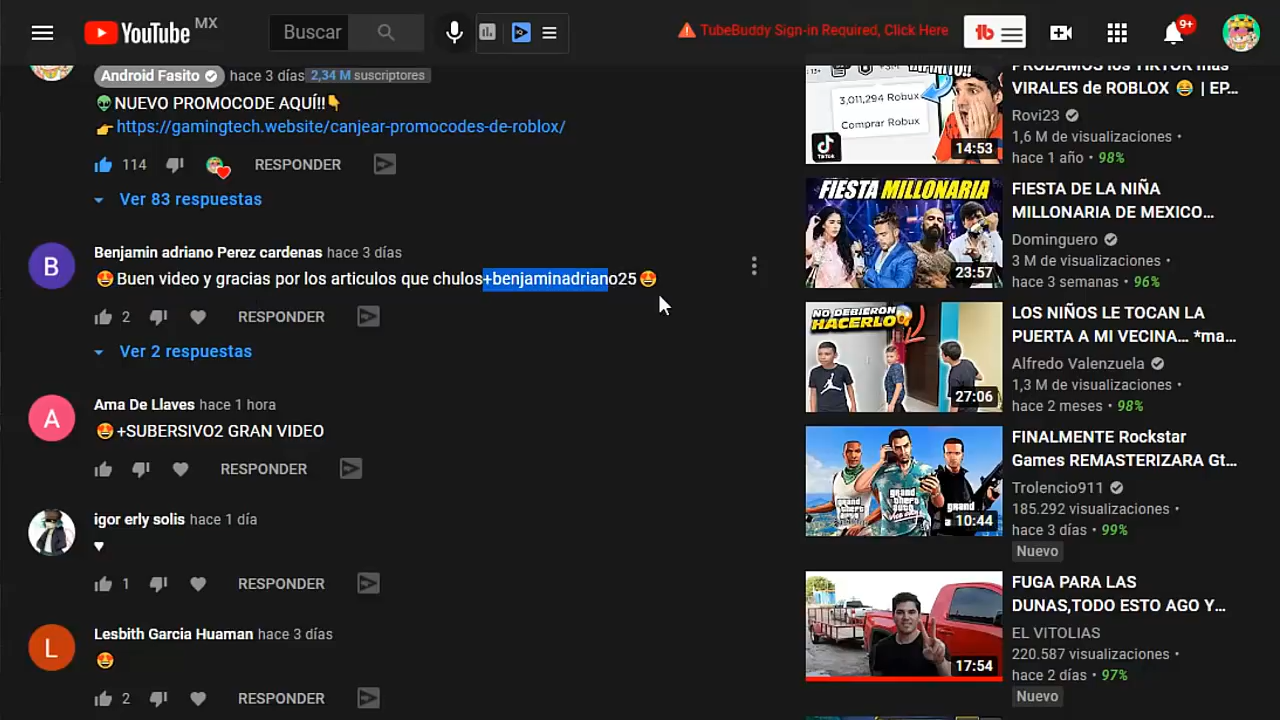 YouTube MX
Buscar
TubeBuddy Sign-in Required, Click Here
tb
9+
Android Fasito hace 3 días 2,34 M suscriptores
👽NUEVO PROMOCODE AQUÍ!!👇
👉https://gamingtech.website/canjear-promocodes-de-roblox/
114 RESPONDER
Ver 83 respuestas
B
Benjamin adriano Perez cardenas hace 3 días
🤩Buen video y gracias por los articulos que chulos+benjaminadriano25🤩
2 RESPONDER
Ver 2 respuestas
A
Ama De Llaves hace 1 hora
🤩+SUBERSIVO2 GRAN VIDEO
RESPONDER
igor erly solis hace 1 día
♥
1 RESPONDER
L
Lesbith Garcia Huaman hace 3 días
🤩
2 RESPONDER
3,011,294 Robux
Comprar Robux
TikTok
14:53
PROBAMOS los TIKTOK más
VIRALES de ROBLOX 😂 | EP...
Rovi23
1,6 M de visualizaciones •
hace 1 año • 98%
FIESTA MILLONARIA
23:57
FIESTA DE LA NIÑA
MILLONARIA DE MEXICO...
Dominguero
3 M de visualizaciones •
hace 3 semanas • 96%
NO DEBIERON
HACERLO
27:06
LOS NIÑOS LE TOCAN LA
PUERTA A MI VECINA... *ma...
Alfredo Valenzuela
1,3 M de visualizaciones •
hace 2 meses • 98%
grand theft auto
grand theft auto Vice City
grand
10:44
FINALMENTE Rockstar
Games REMASTERIZARA Gt...
Trolencio911
185.292 visualizaciones •
hace 3 días • 99%
Nuevo
17:54
FUGA PARA LAS
DUNAS,TODO ESTO AGO Y...
EL VITOLIAS
220.587 visualizaciones •
hace 2 días • 97%
Nuevo